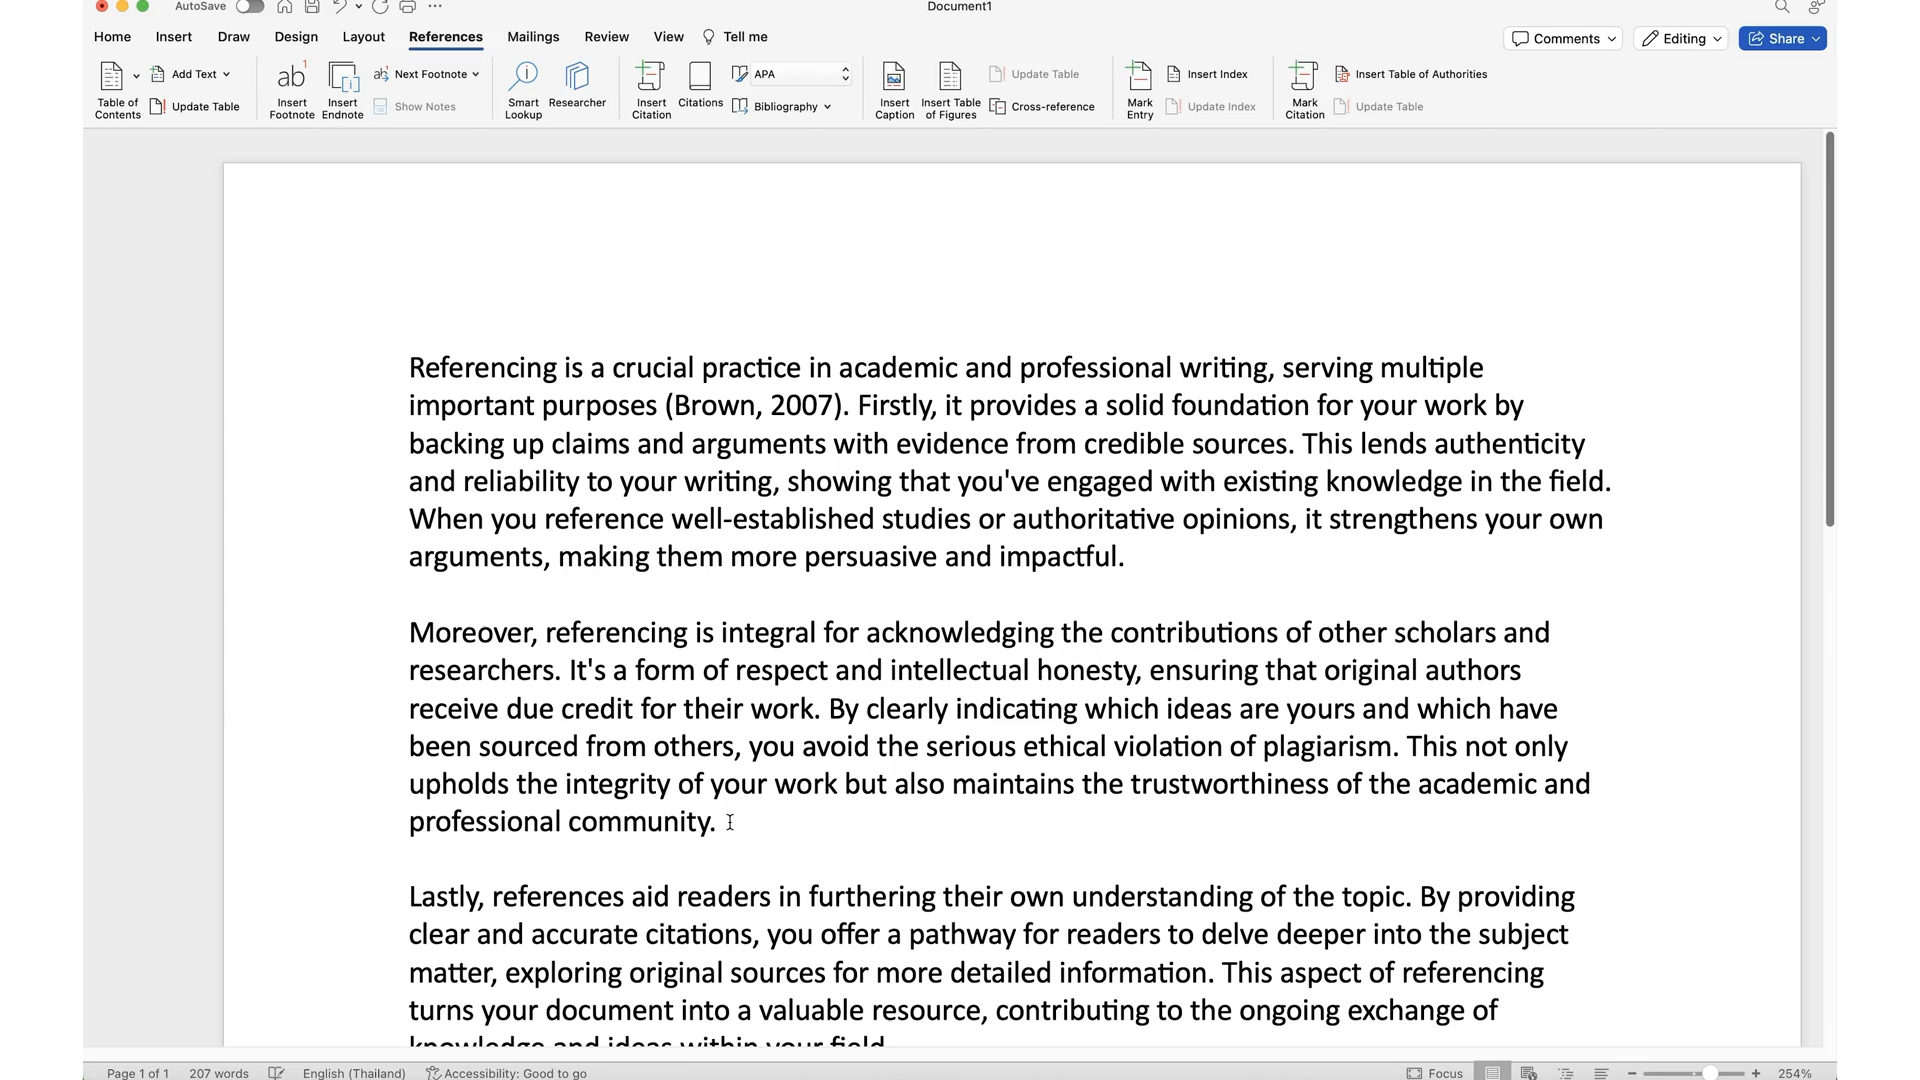 AutoSave
Document1
Home Insert Draw Design Layout References Mailings Review View Tell me
Comments Editing Share
Table of Contents
Add Text
Update Table
ab
Insert Footnote
Insert Endnote
Next Footnote
Show Notes
Smart Lookup
Researcher
Insert Citation
Citations
APA
Bibliography
Insert Caption
Insert Table of Figures
Update Table
Cross-reference
Mark Entry
Insert Index
Update Index
Mark Citation
Insert Table of Authorities
Update Table
Referencing is a crucial practice in academic and professional writing, serving multiple
important purposes (Brown, 2007). Firstly, it provides a solid foundation for your work by
backing up claims and arguments with evidence from credible sources. This lends authenticity
and reliability to your writing, showing that you've engaged with existing knowledge in the field.
When you reference well-established studies or authoritative opinions, it strengthens your own
arguments, making them more persuasive and impactful.
Moreover, referencing is integral for acknowledging the contributions of other scholars and
researchers. It's a form of respect and intellectual honesty, ensuring that original authors
receive due credit for their work. By clearly indicating which ideas are yours and which have
been sourced from others, you avoid the serious ethical violation of plagiarism. This not only
upholds the integrity of your work but also maintains the trustworthiness of the academic and
professional community.
Lastly, references aid readers in furthering their own understanding of the topic. By providing
clear and accurate citations, you offer a pathway for readers to delve deeper into the subject
matter, exploring original sources for more detailed information. This aspect of referencing
turns your document into a valuable resource, contributing to the ongoing exchange of
knowledge and ideas within your field.
Page 1 of 1 207 words English (Thailand) Accessibility: Good to go Focus 254%